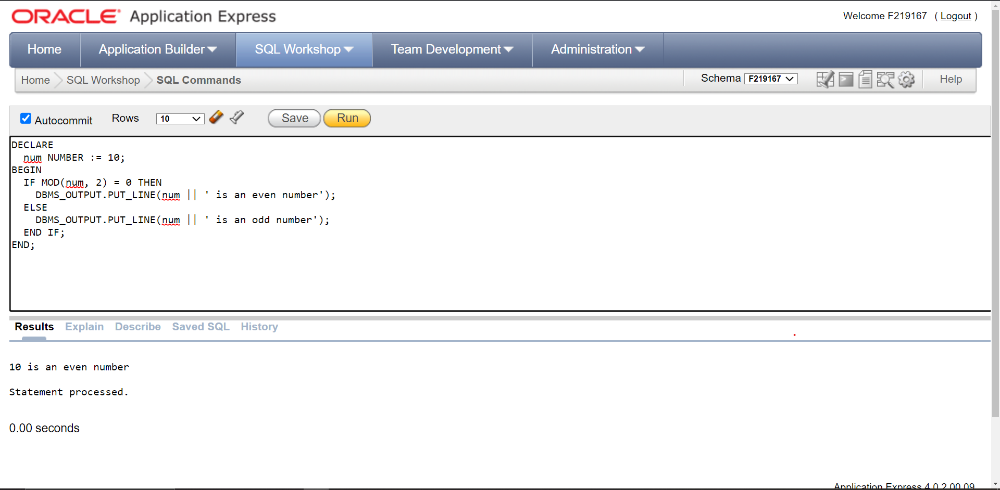 ORACLE Application Express
Welcome F219167 ( Logout )
Home Application Builder SQL Workshop Team Development Administration
Home SQL Workshop SQL Commands Schema F219167 Help
Autocommit Rows 10 Save Run
DECLARE
  num NUMBER := 10;
BEGIN
  IF MOD(num, 2) = 0 THEN
    DBMS_OUTPUT.PUT_LINE(num || ' is an even number');
  ELSE
    DBMS_OUTPUT.PUT_LINE(num || ' is an odd number');
  END IF;
END;
Results Explain Describe Saved SQL History
10 is an even number
Statement processed.
0.00 seconds
Application Express 4.0.2.00.09